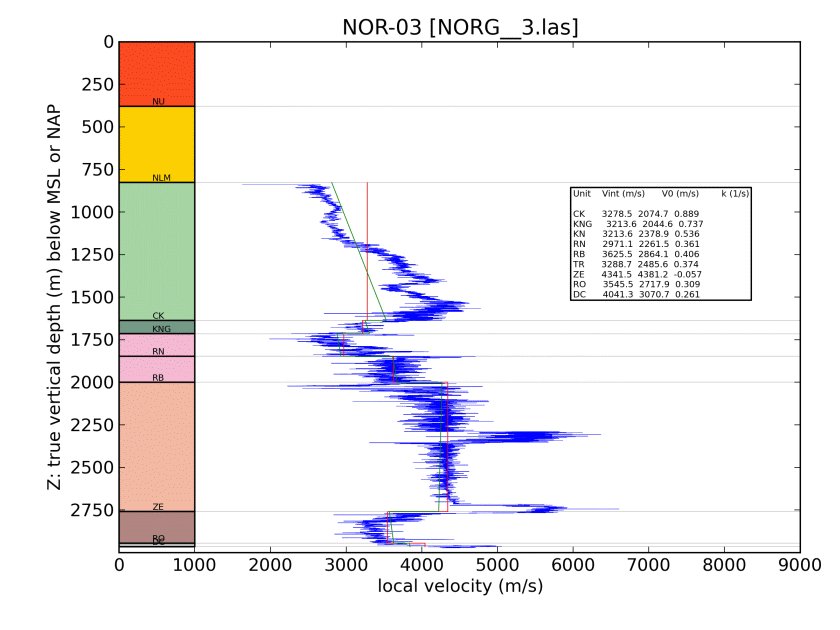 NOR-03 [NORG__3.las]
0
250
500
750
1000
1250
1500
1750
2000
2250
2500
2750
Z: true vertical depth (m) below MSL or NAP
NU
NLM
CK
KNG
RN
RB
ZE
RO
DC
Unit Vint (m/s) V0 (m/s) k (1/s)
CK 3278.5 2074.7 0.889
KNG 3213.6 2044.6 0.737
KN 3213.6 2378.9 0.536
RN 2971.1 2261.5 0.361
RB 3625.5 2864.1 0.406
TR 3288.7 2485.6 0.374
ZE 4341.5 4381.2 -0.057
RO 3545.5 2717.9 0.309
DC 4041.3 3070.7 0.261
0 1000 2000 3000 4000 5000 6000 7000 8000 9000
local velocity (m/s)